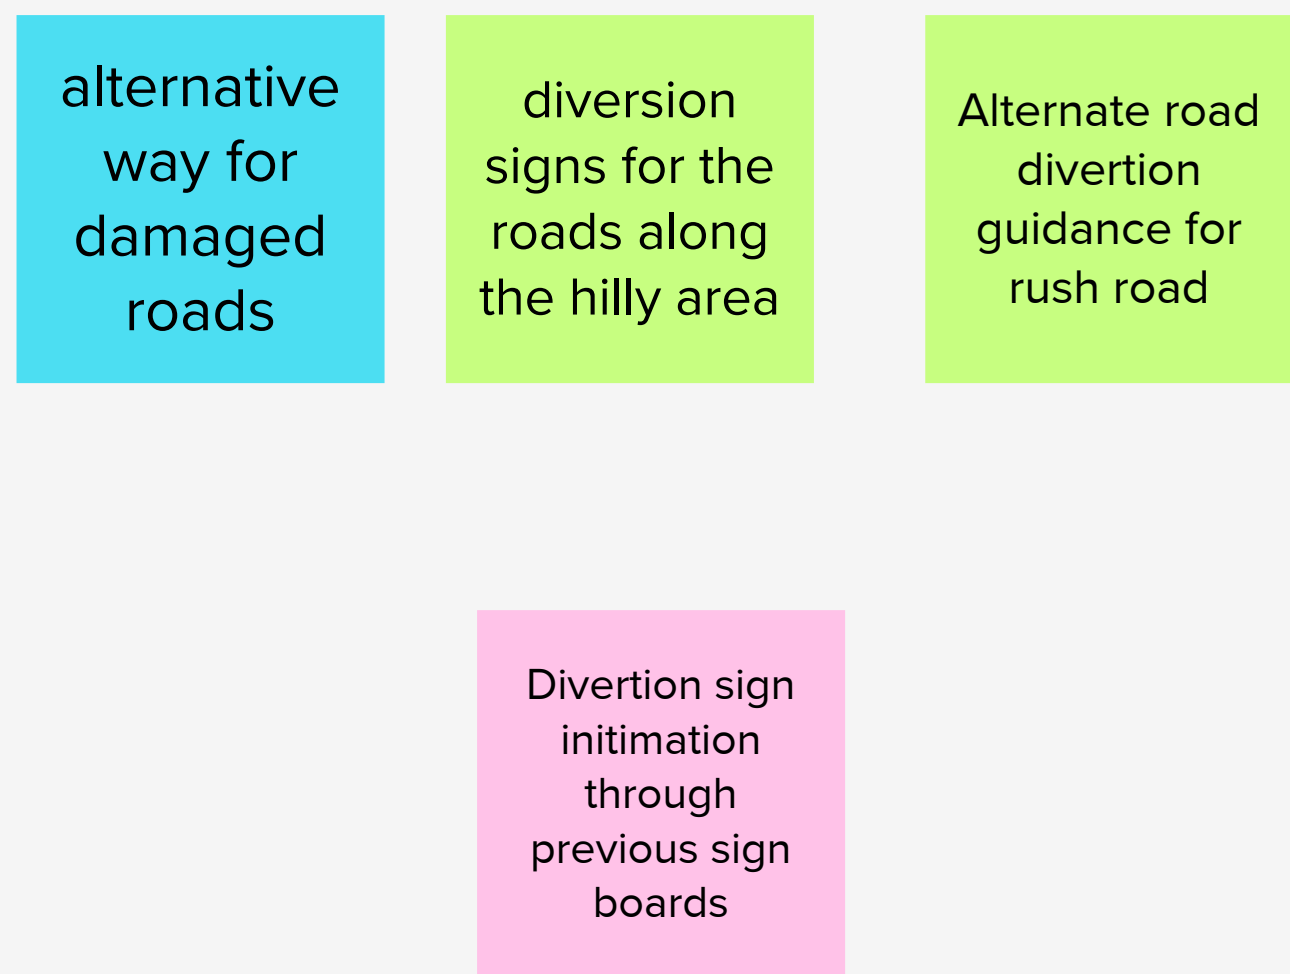 alternative
way for
damaged
roads
diversion
signs for the
roads along
the hilly area
Alternate road
divertion
guidance for
rush road
Divertion sign
initimation
through
previous sign
boards